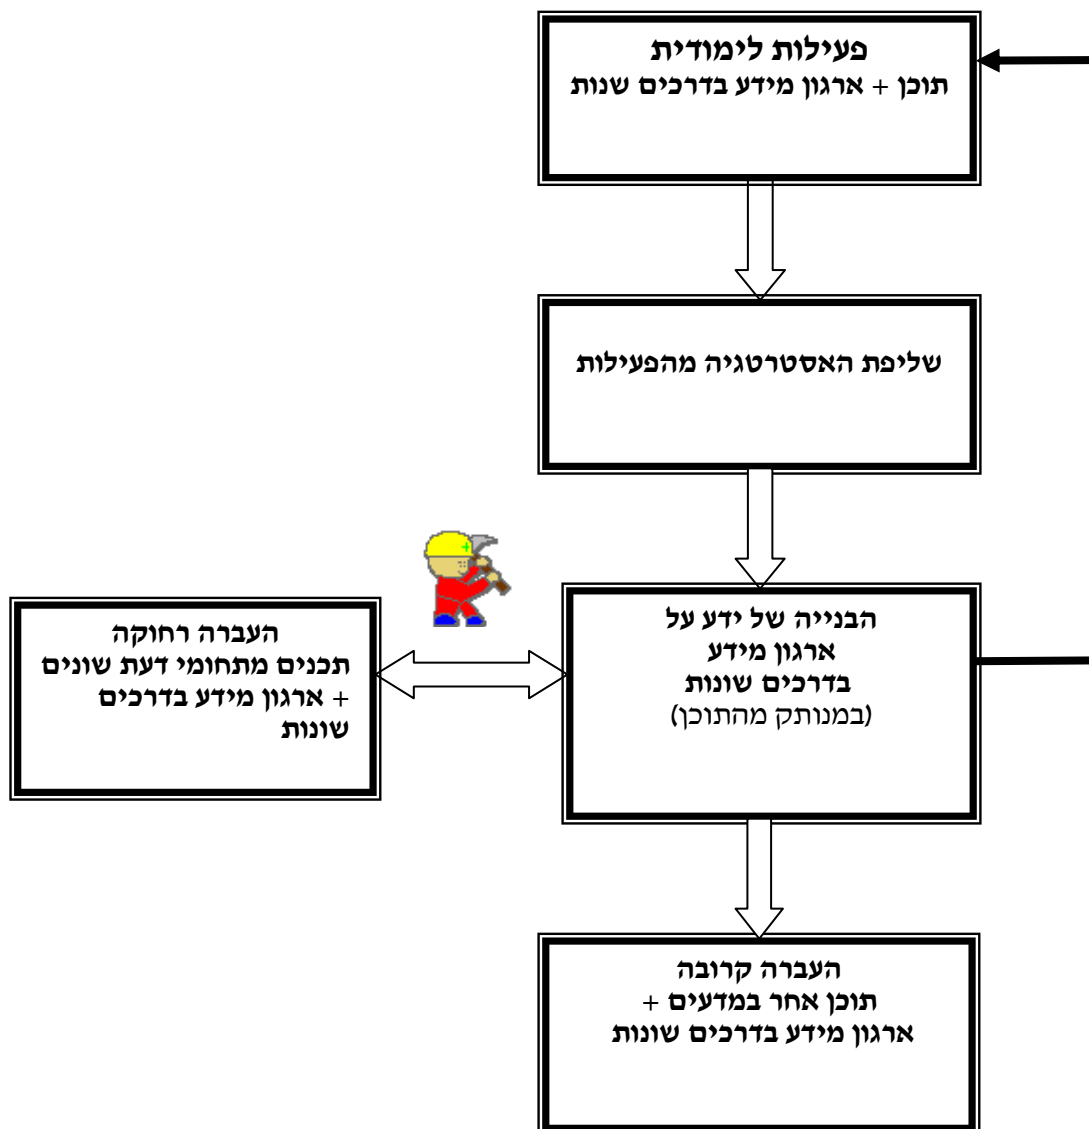 פעילות לימודית
תוכן + ארגון מידע בדרכים שנות
שליפת האסטרטגיה מהפעילות
הבנייה של ידע על
ארגון מידע
בדרכים שונות
(במנותק מהתוכן)
העברה רחוקה
תכנים מתחומי דעת שונים
+ ארגון מידע בדרכים
שונות
העברה קרובה
תוכן אחר במדעים +
ארגון מידע בדרכים שונות